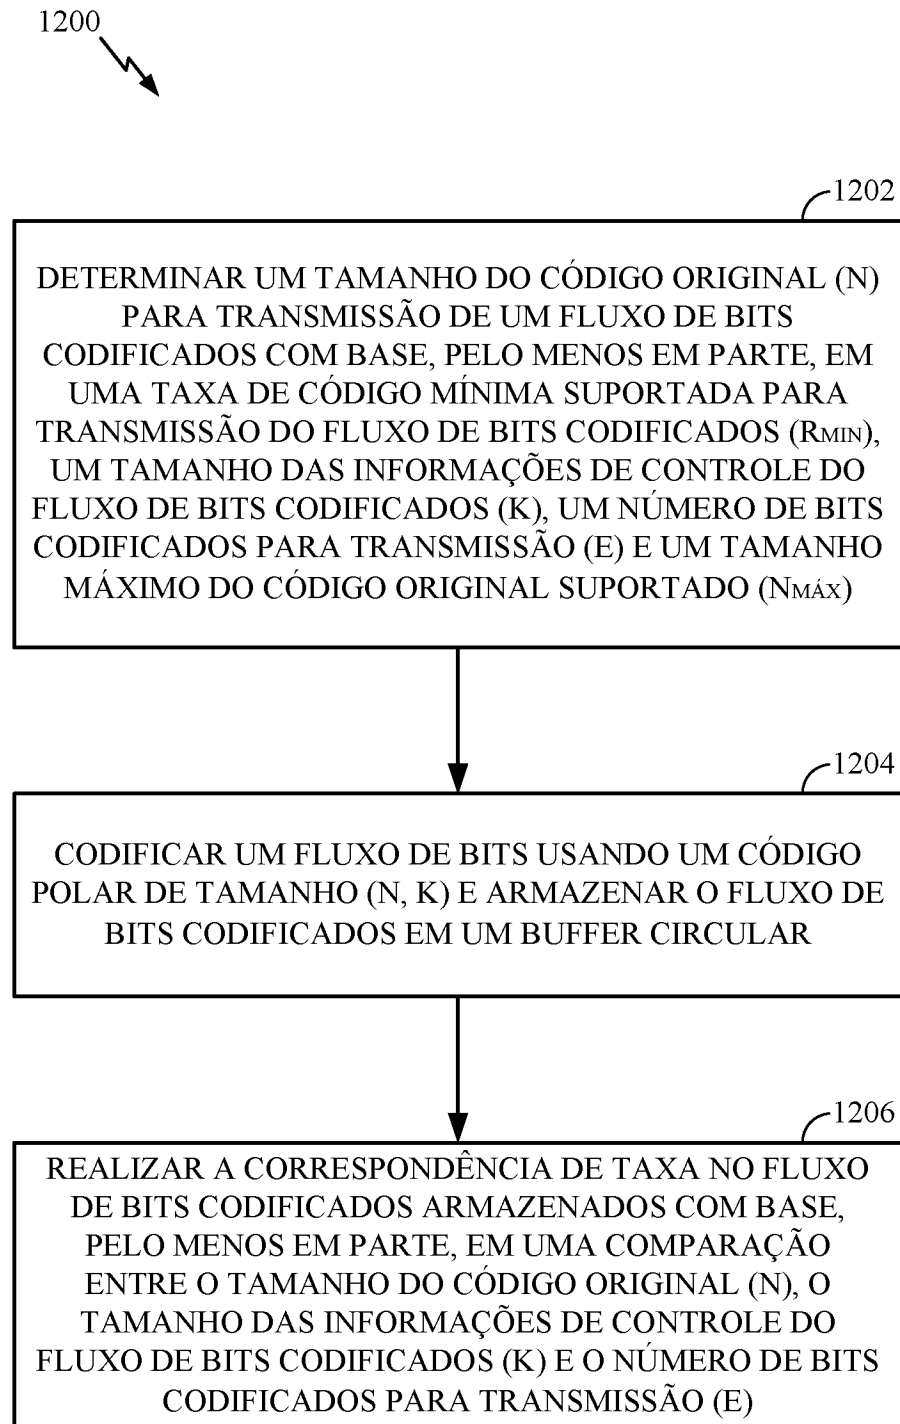 1200
1202
DETERMINAR UM TAMANHO DO CÓDIGO ORIGINAL (N)
PARA TRANSMISSÃO DE UM FLUXO DE BITS
CODIFICADOS COM BASE, PELO MENOS EM PARTE, EM
UMA TAXA DE CÓDIGO MÍNIMA SUPORTADA PARA
TRANSMISSÃO DO FLUXO DE BITS CODIFICADOS (RMIN),
UM TAMANHO DAS INFORMAÇÕES DE CONTROLE DO
FLUXO DE BITS CODIFICADOS (K), UM NÚMERO DE BITS
CODIFICADOS PARA TRANSMISSÃO (E) E UM TAMANHO
MÁXIMO DO CÓDIGO ORIGINAL SUPORTADO (NMÁX)
1204
CODIFICAR UM FLUXO DE BITS USANDO UM CÓDIGO
POLAR DE TAMANHO (N, K) E ARMAZENAR O FLUXO DE
BITS CODIFICADOS EM UM BUFFER CIRCULAR
1206
REALIZAR A CORRESPONDÊNCIA DE TAXA NO FLUXO
DE BITS CODIFICADOS ARMAZENADOS COM BASE,
PELO MENOS EM PARTE, EM UMA COMPARAÇÃO
ENTRE O TAMANHO DO CÓDIGO ORIGINAL (N), O
TAMANHO DAS INFORMAÇÕES DE CONTROLE DO
FLUXO DE BITS CODIFICADOS (K) E O NÚMERO DE BITS
CODIFICADOS PARA TRANSMISSÃO (E)